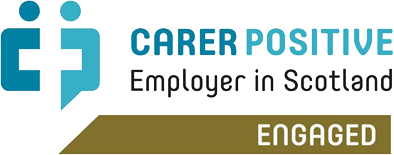 CARER POSITIVE
Employer in Scotland
ENGAGED